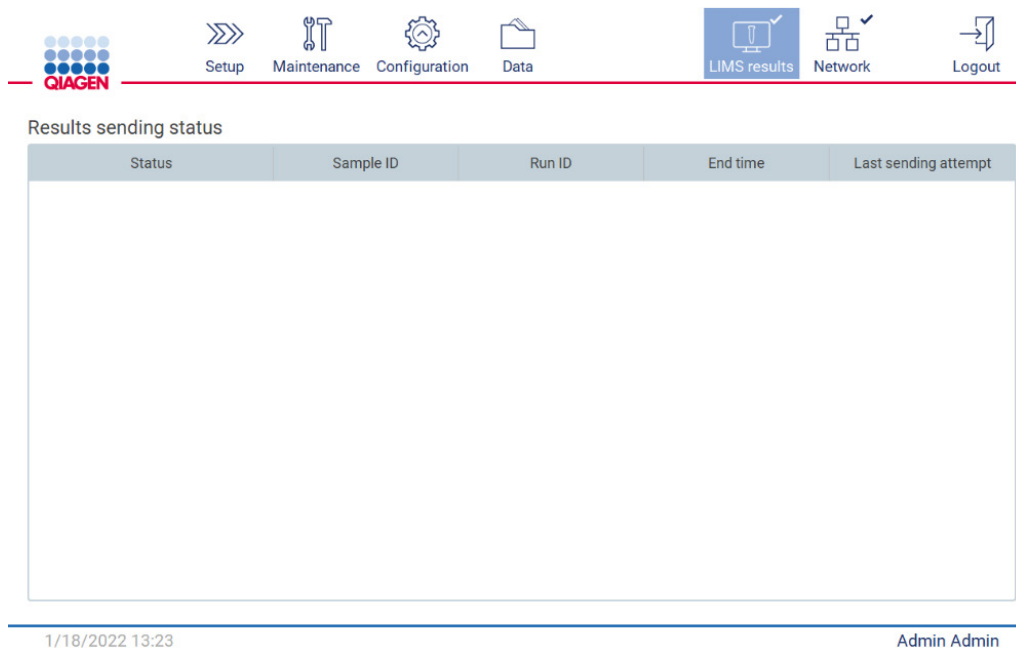 QIAGEN
Setup Maintenance Configuration Data LIMS results Network Logout
Results sending status
Status Sample ID Run ID End time Last sending attempt
1/18/2022 13:23 Admin Admin